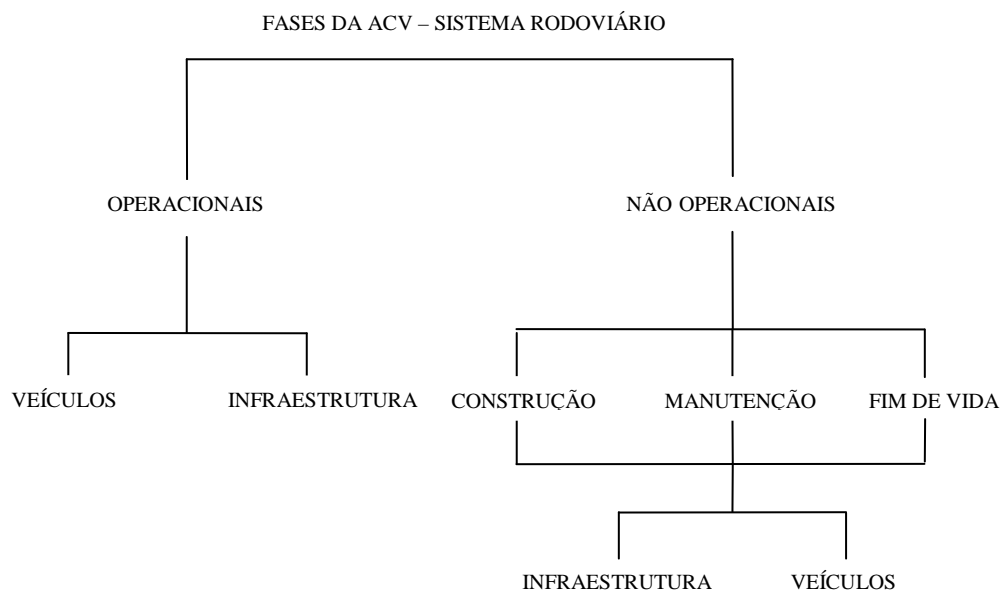 FASES DA ACV – SISTEMA RODOVIÁRIO
OPERACIONAIS
NÃO OPERACIONAIS
VEÍCULOS
INFRAESTRUTURA
CONSTRUÇÃO
MANUTENÇÃO
FIM DE VIDA
INFRAESTRUTURA
VEÍCULOS